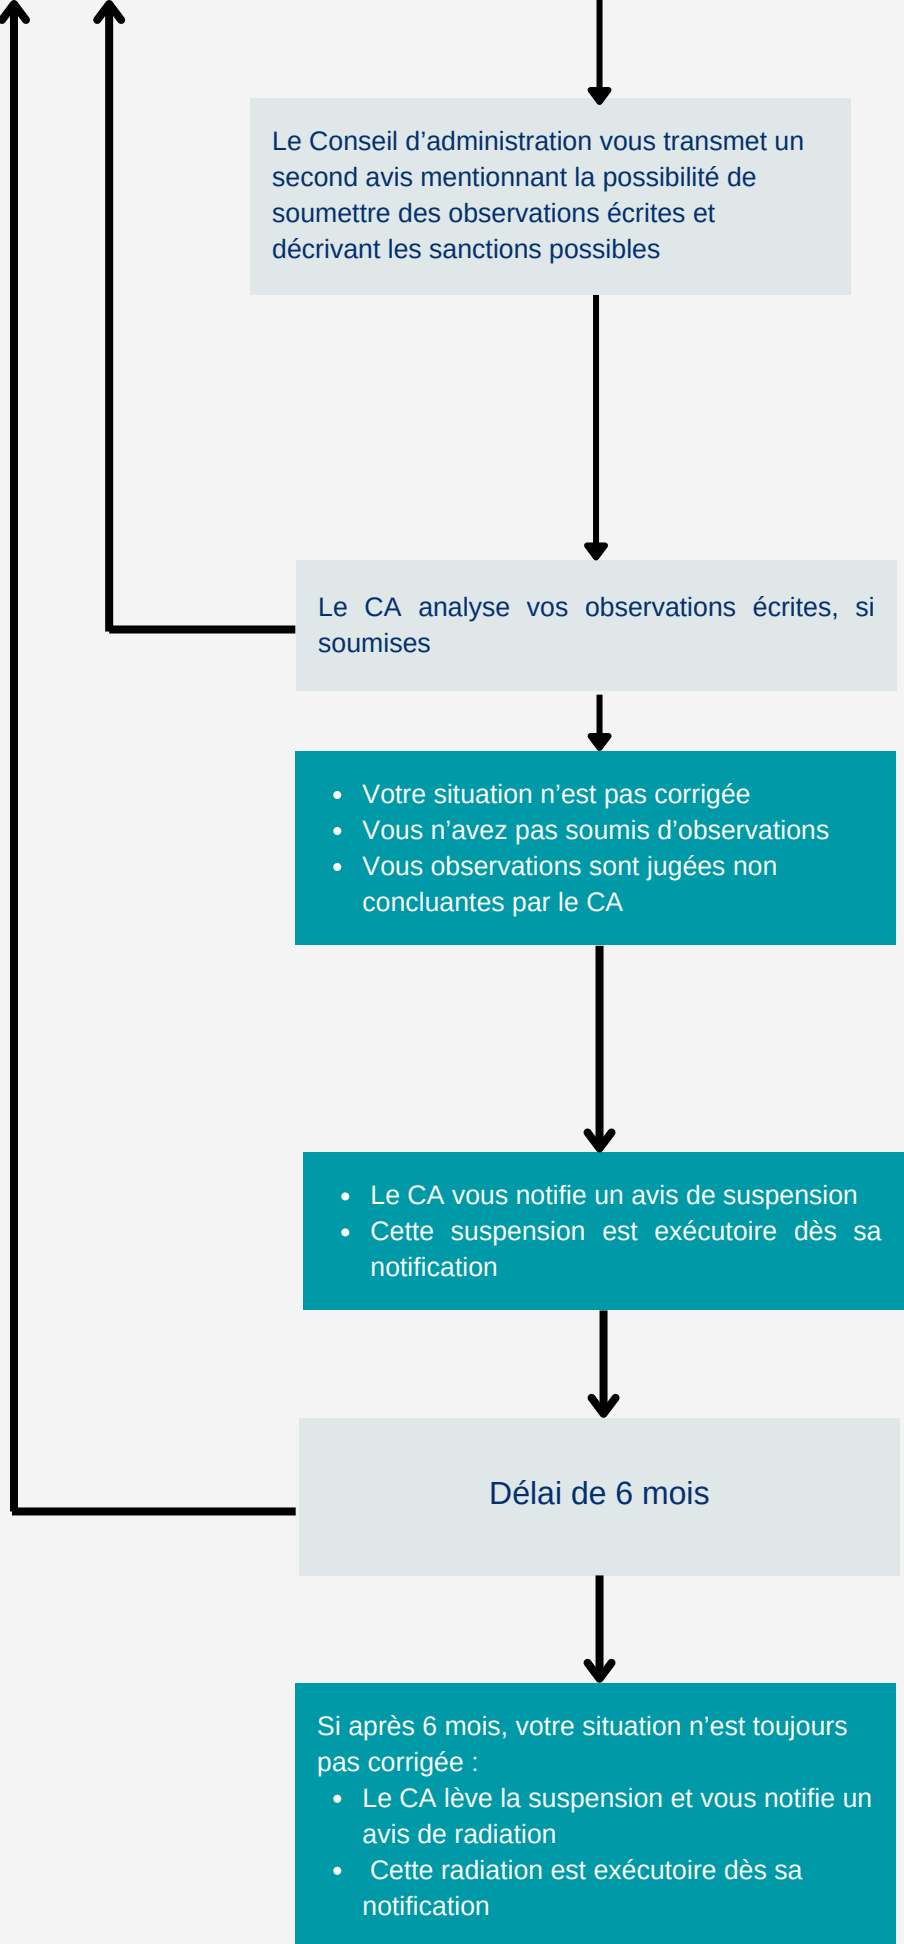 Le Conseil d’administration vous transmet un
second avis mentionnant la possibilité de
soumettre des observations écrites et
décrivant les sanctions possibles
Le CA analyse vos observations écrites, si
soumises
• Votre situation n’est pas corrigée
• Vous n’avez pas soumis d’observations
• Vous observations sont jugées non
concluantes par le CA
• Le CA vous notifie un avis de suspension
• Cette suspension est exécutoire dès sa
notification
Délai de 6 mois
Si après 6 mois, votre situation n’est toujours
pas corrigée :
• Le CA lève la suspension et vous notifie un
avis de radiation
• Cette radiation est exécutoire dès sa
notification